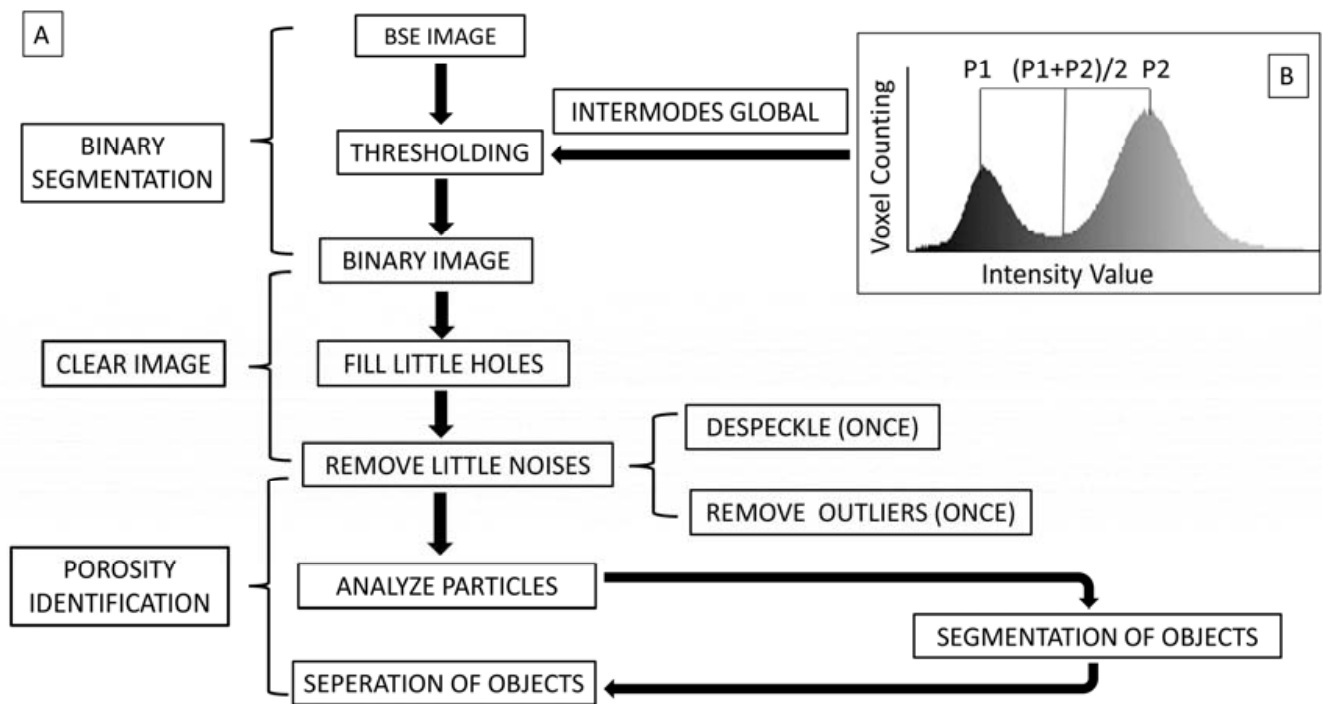 A
BSE IMAGE
INTERMODES GLOBAL
THRESHOLDING
BINARY
SEGMENTATION
BINARY IMAGE
CLEAR IMAGE
FILL LITTLE HOLES
REMOVE LITTLE NOISES
DESPECKLE (ONCE)
REMOVE OUTLIERS (ONCE)
POROSITY
IDENTIFICATION
ANALYZE PARTICLES
SEGMENTATION OF OBJECTS
SEPERATION OF OBJECTS
B
P1 (P1+P2)/2 P2
Voxel Counting
Intensity Value